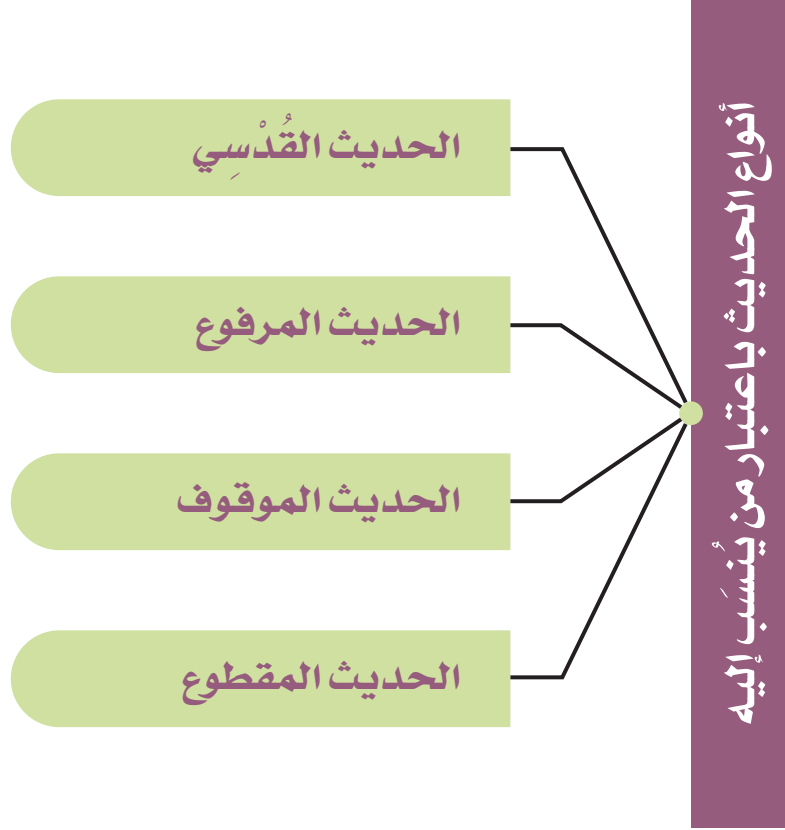 أنواع الحديث باعتبار من يُنسَب إليه
الحديث القُدْسِي
الحديث المرفوع
الحديث الموقوف
الحديث المقطوع